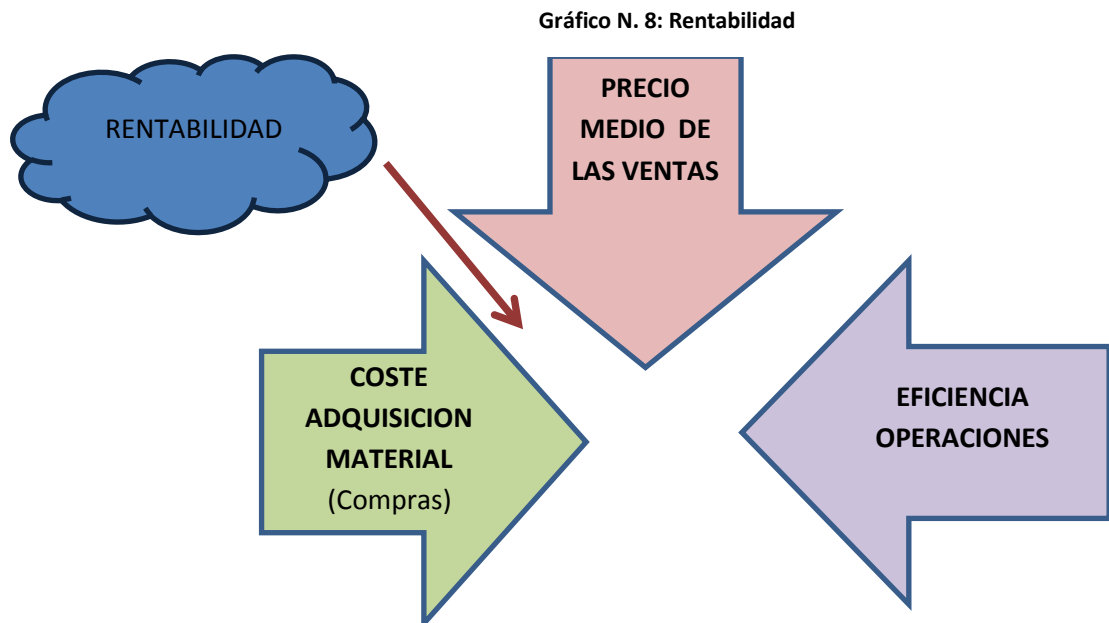 Gráfico N. 8: Rentabilidad
RENTABILIDAD
PRECIO
MEDIO DE
LAS VENTAS
COSTE
ADQUISICION
MATERIAL
(Compras)
EFICIENCIA
OPERACIONES